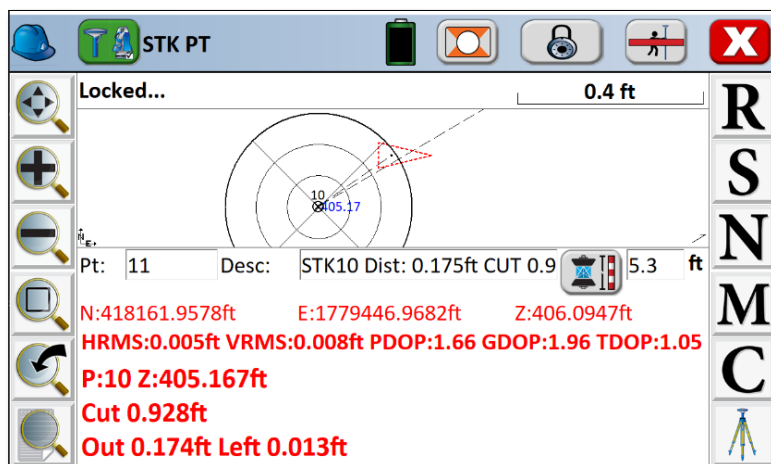 STK PT
Locked...
0.4 ft
10
405.17
N
E
Pt: 11 Desc: STK10 Dist: 0.175ft CUT 0.9 5.3 ft
N:418161.9578ft E:1779446.9682ft Z:406.0947ft
HRMS:0.005ft VRMS:0.008ft PDOP:1.66 GDOP:1.96 TDOP:1.05
P:10 Z:405.167ft
Cut 0.928ft
Out 0.174ft Left 0.013ft
R
S
N
M
C
X